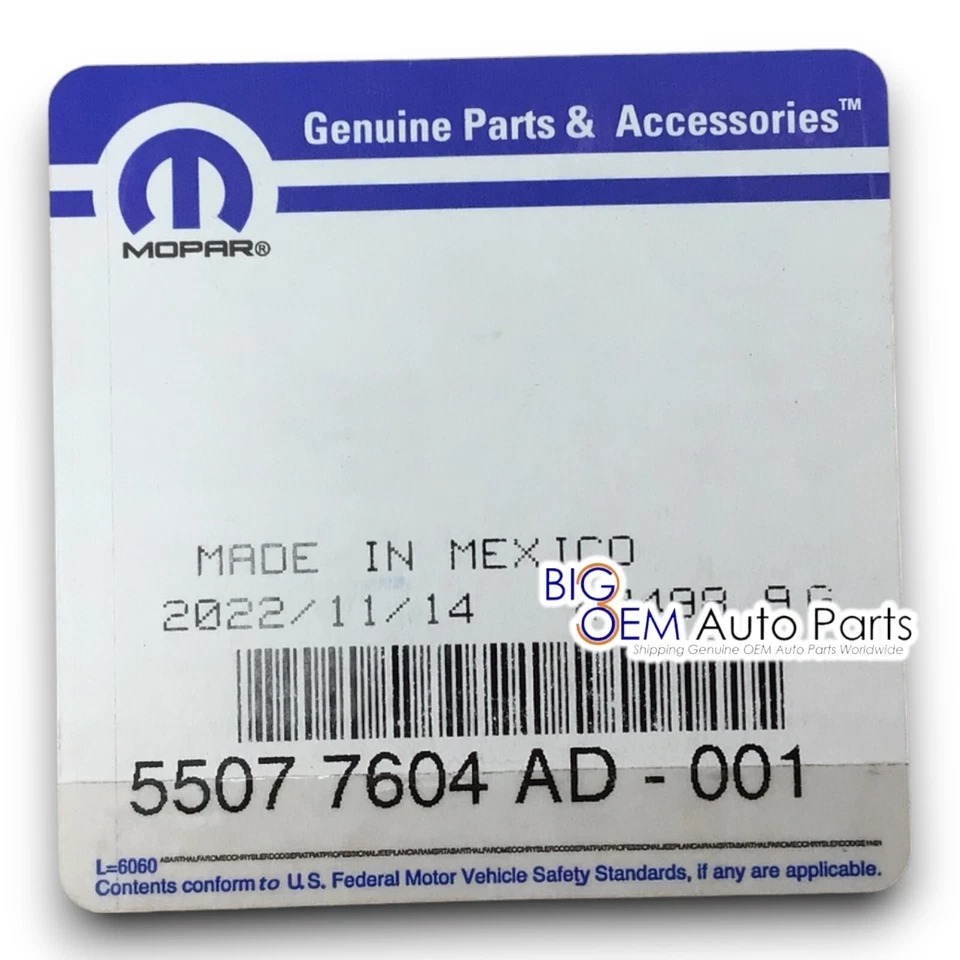 Genuine Parts & Accessories™
MOPAR®
MADE IN MEXICO
2022/11/14
BIG
OEM Auto Parts
Shipping Genuine OEM Auto Parts Worldwide
5507 7604 AD - 001
L=6060
Contents conform to U.S. Federal Motor Vehicle Safety Standards, if any are applicable.